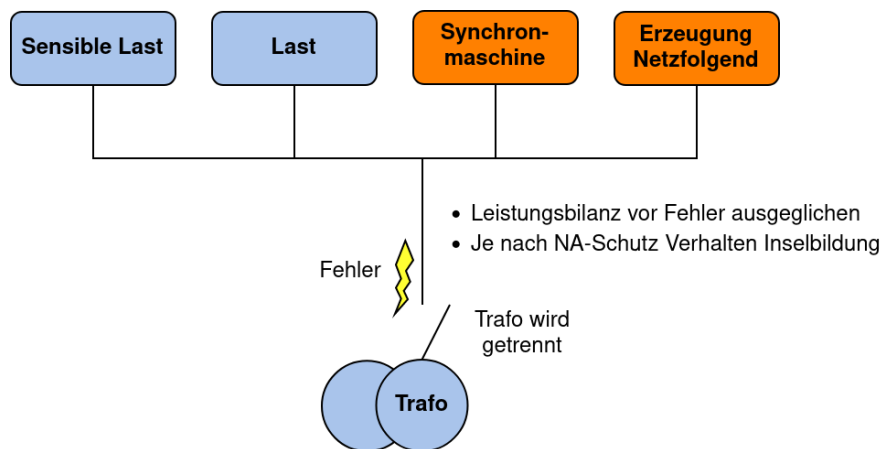 Sensible Last
Last
Synchron-
maschine
Erzeugung
Netzfolgend
• Leistungsbilanz vor Fehler ausgeglichen
• Je nach NA-Schutz Verhalten Inselbildung
Fehler
Trafo wird
getrennt
Trafo